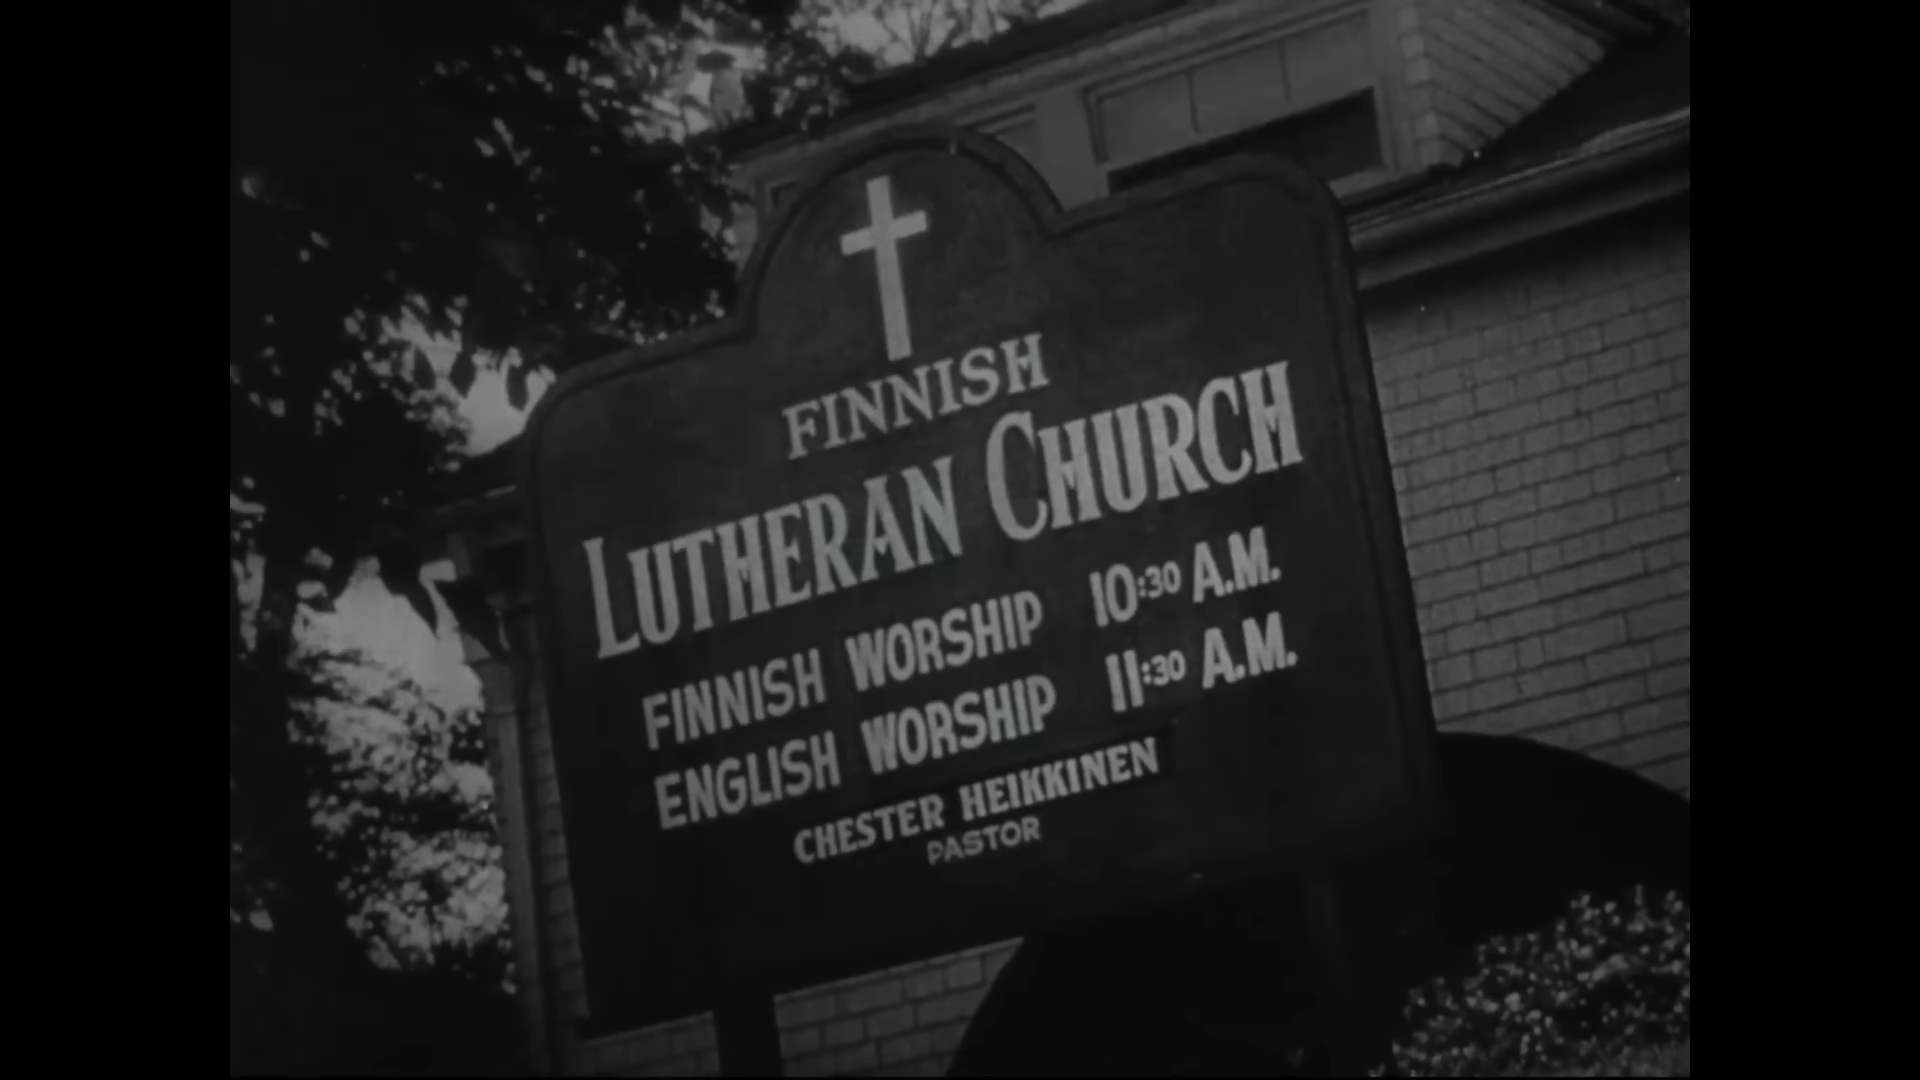 FINNISH
LUTHERAN CHURCH
FINNISH WORSHIP 10:30 A.M.
ENGLISH WORSHIP 11:30 A.M.
CHESTER HEIKKINEN
PASTOR